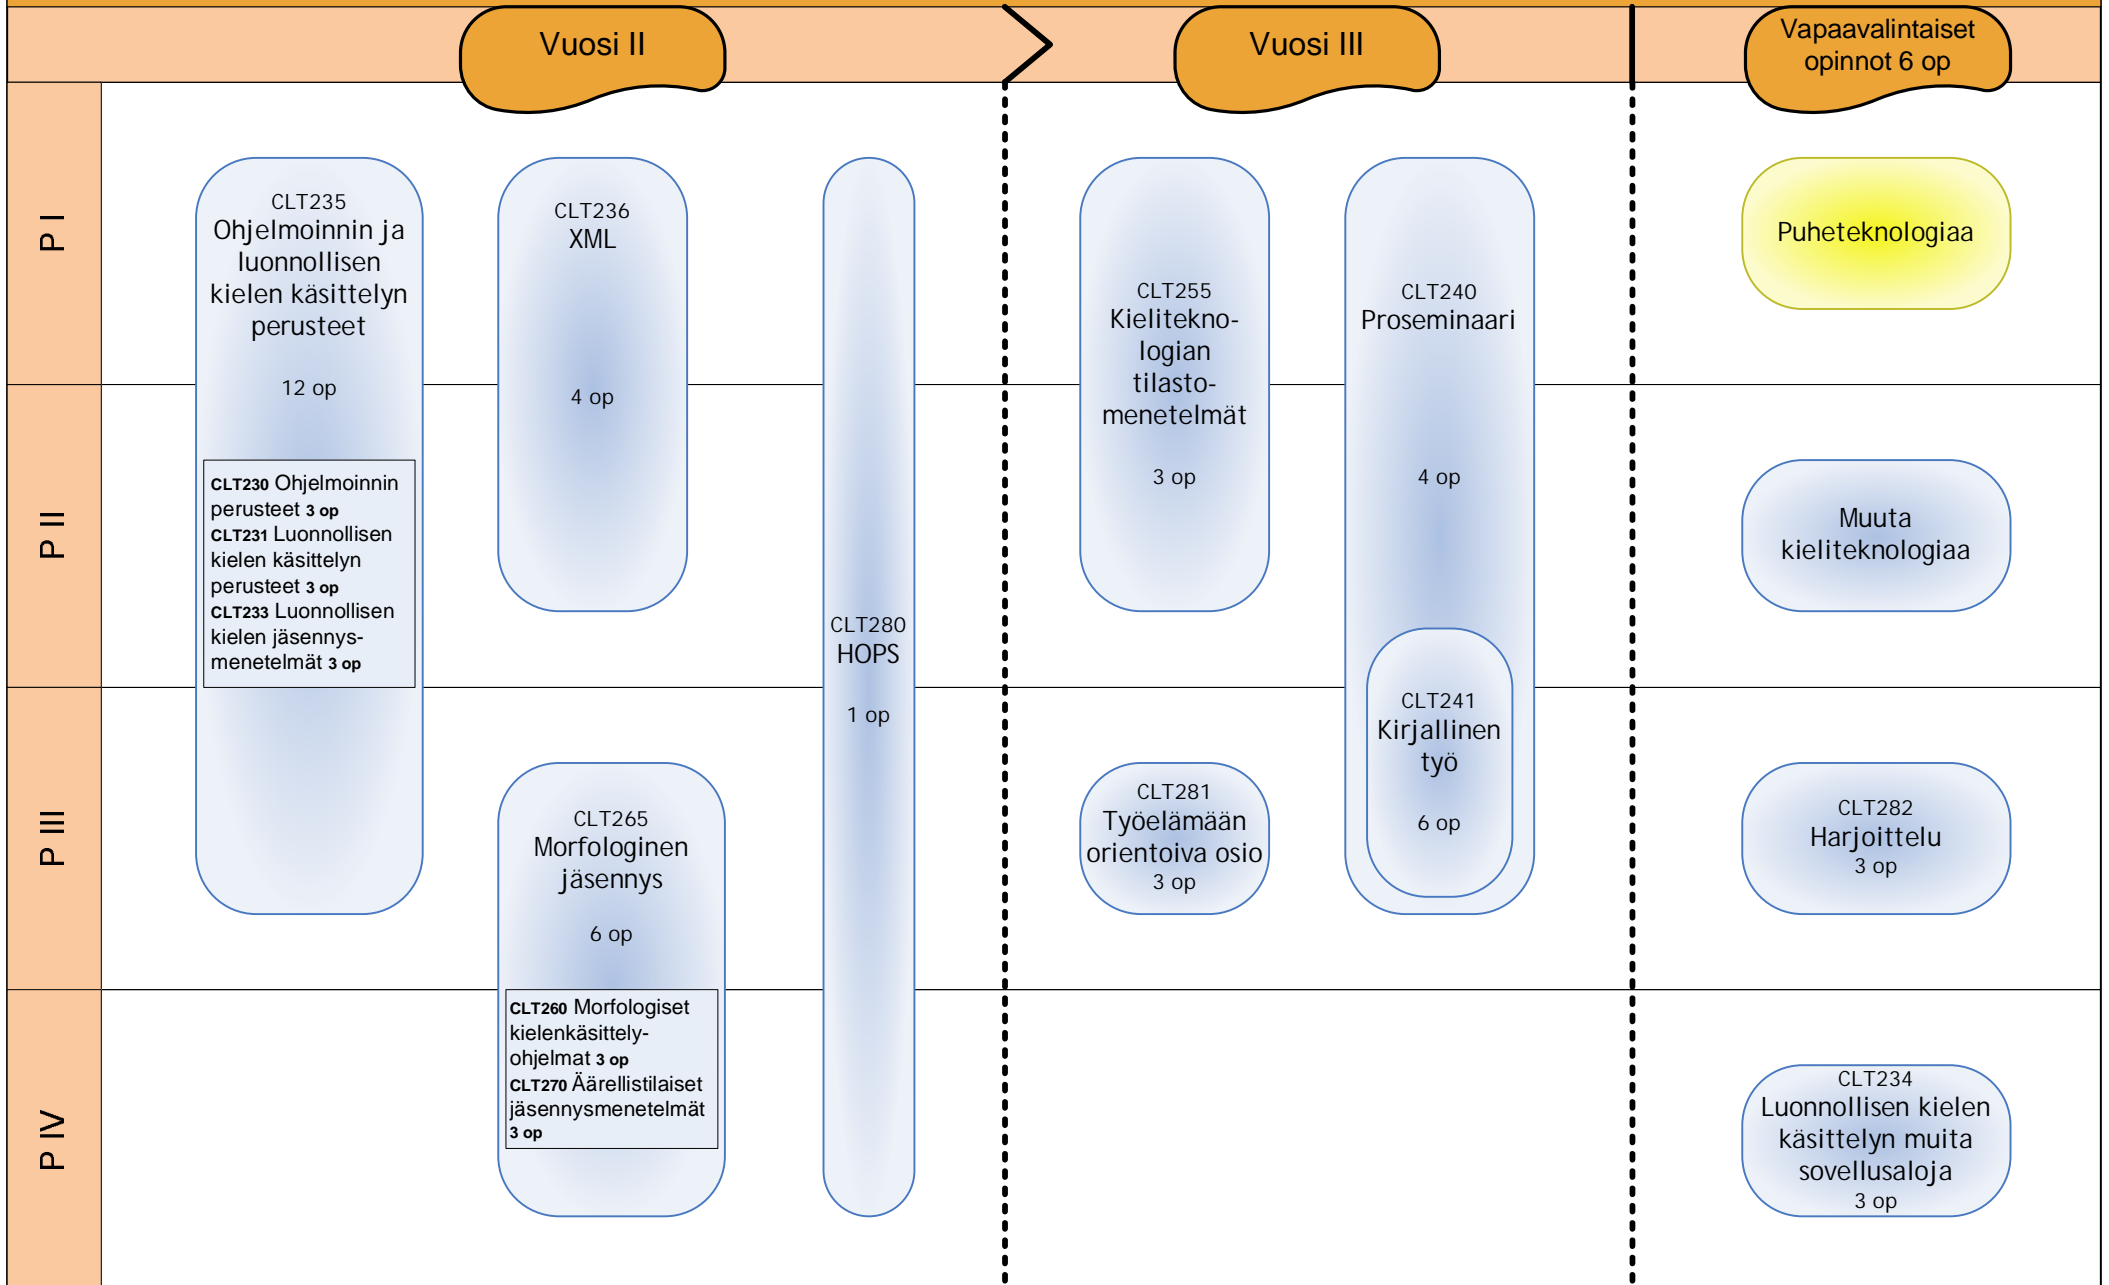 Vuosi II
Vuosi III
Vapaavalintaiset
opinnot 6 op
P I
P II
P III
P IV
CLT235
Ohjelmoinnin ja
luonnollisen
kielen käsittelyn
perusteet
12 op
CLT230 Ohjelmoinnin
perusteet 3 op
CLT231 Luonnollisen
kielen käsittelyn
perusteet 3 op
CLT233 Luonnollisen
kielen jäsennys-
menetelmät 3 op
CLT236
XML
4 op
CLT265
Morfologinen
jäsennys
6 op
CLT260 Morfologiset
kielenkäsittely-
ohjelmat 3 op
CLT270 Äärellistilaiset
jäsennysmenetelmät
3 op
CLT280
HOPS
1 op
CLT255
Kielitekno-
logian
tilasto-
menetelmät
3 op
CLT281
Työelämään
orientoiva osio
3 op
CLT240
Proseminaari
4 op
CLT241
Kirjallinen
työ
6 op
Puheteknologiaa
Muuta
kieliteknologiaa
CLT282
Harjoittelu
3 op
CLT234
Luonnollisen kielen
käsittelyn muita
sovellusaloja
3 op